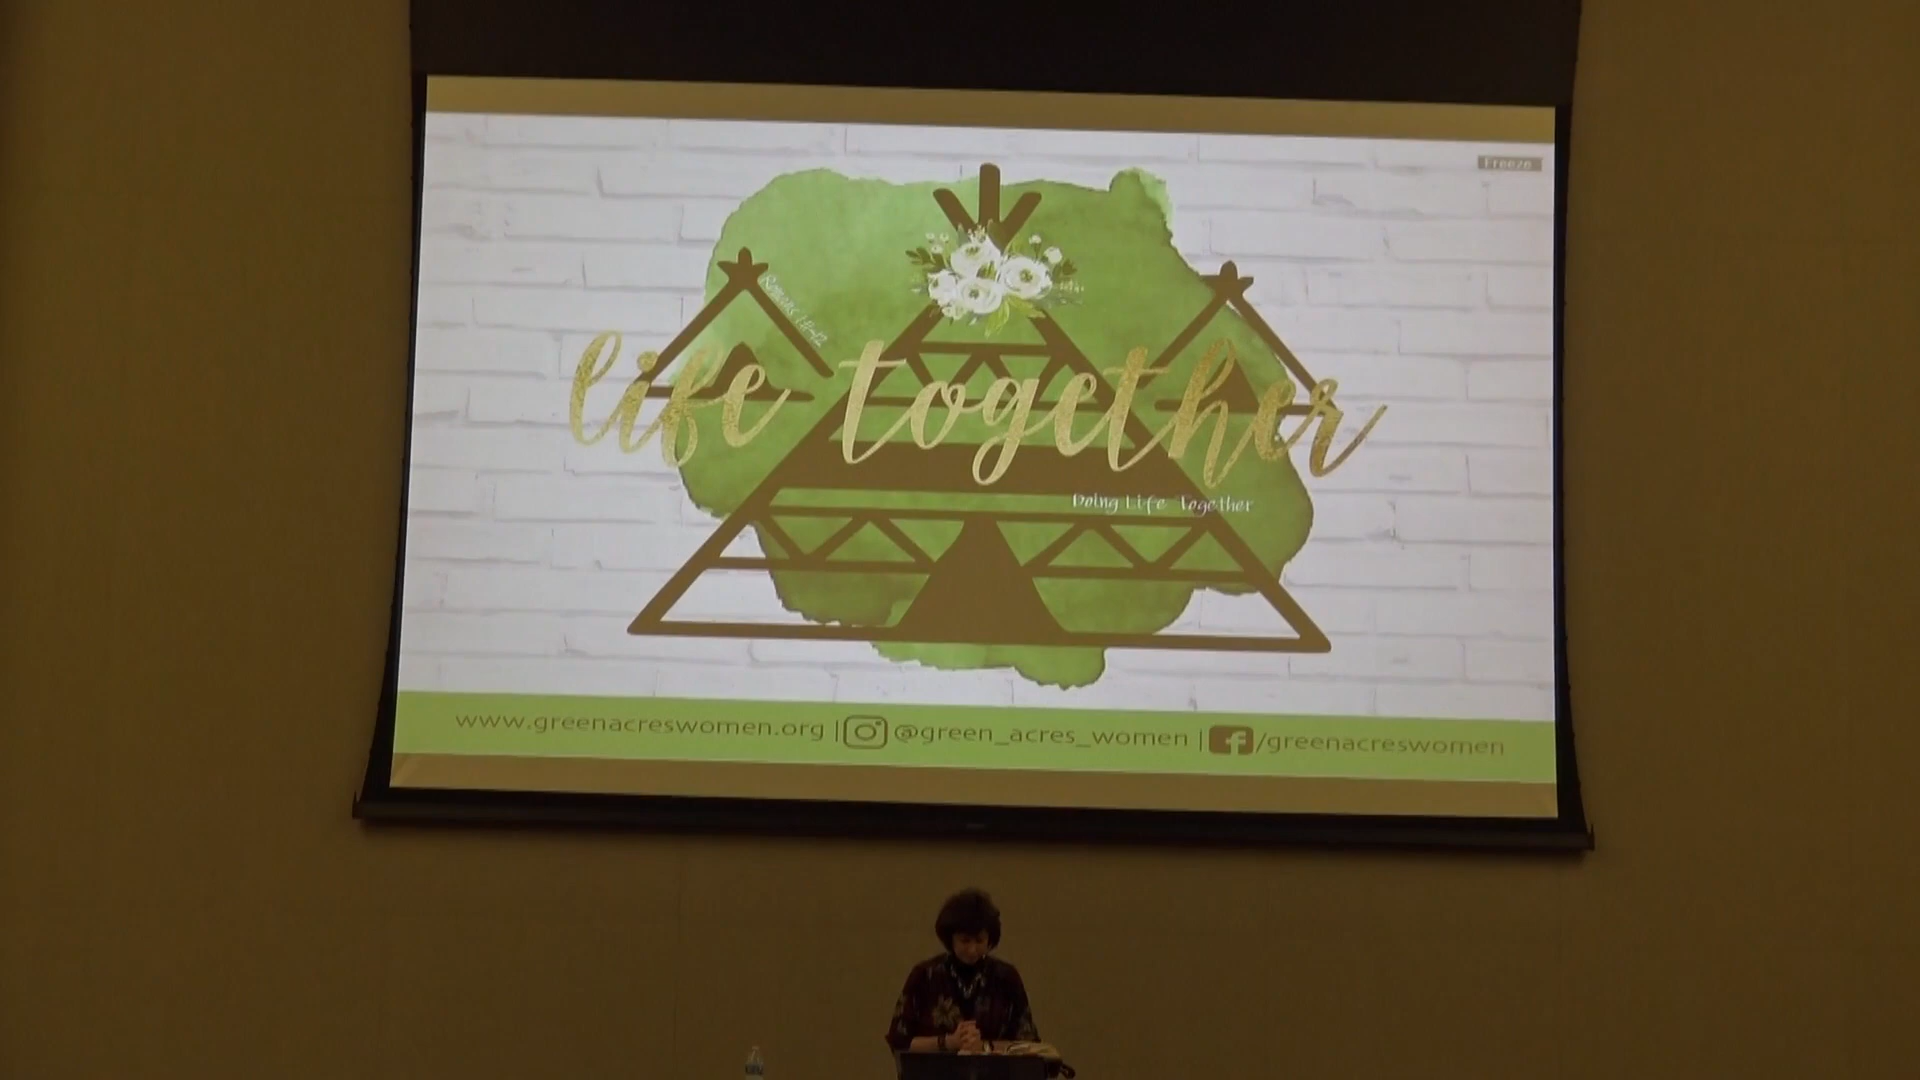 Freeze
life together
Doing Life Together
www.greenacreswomen.org | @green_acres_women | /greenacreswomen